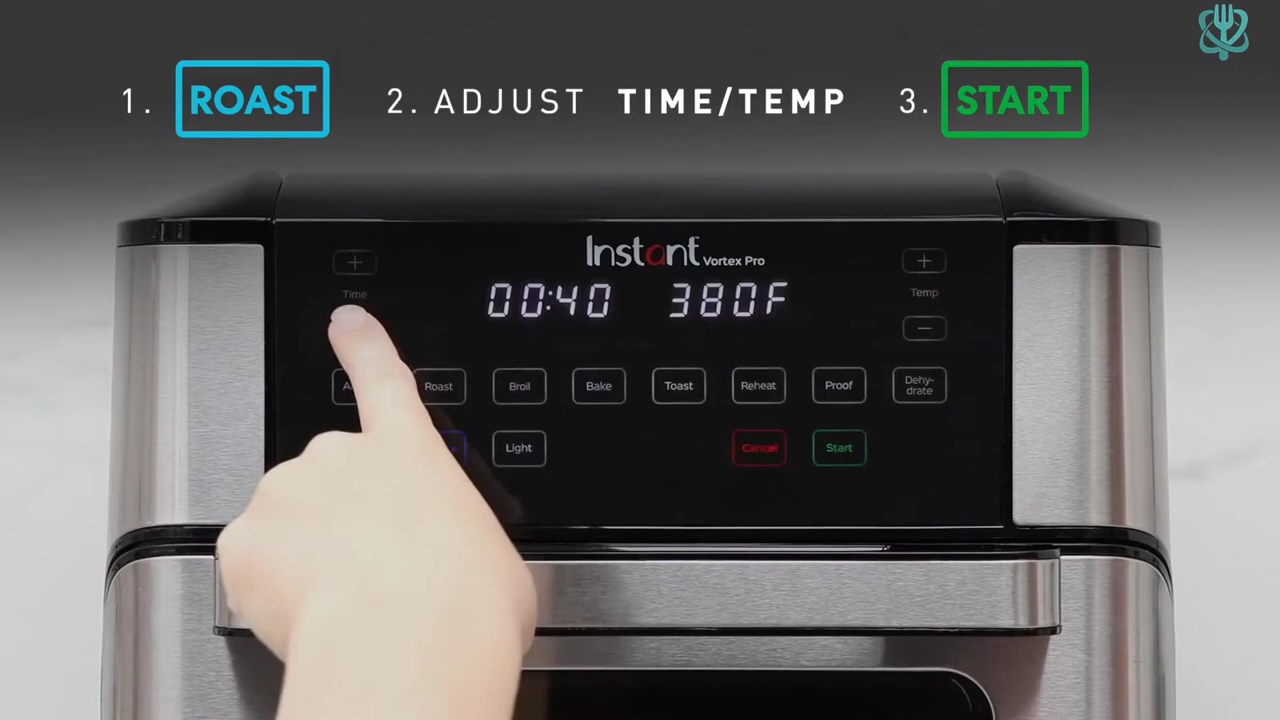 1. ROAST 2. ADJUST TIME/TEMP 3. START
Instant Vortex Pro
+ +
Time Temp
00:40 380F
−
Roast Broil Bake Toast Reheat Proof Dehy-
drate
Light Cancel Start